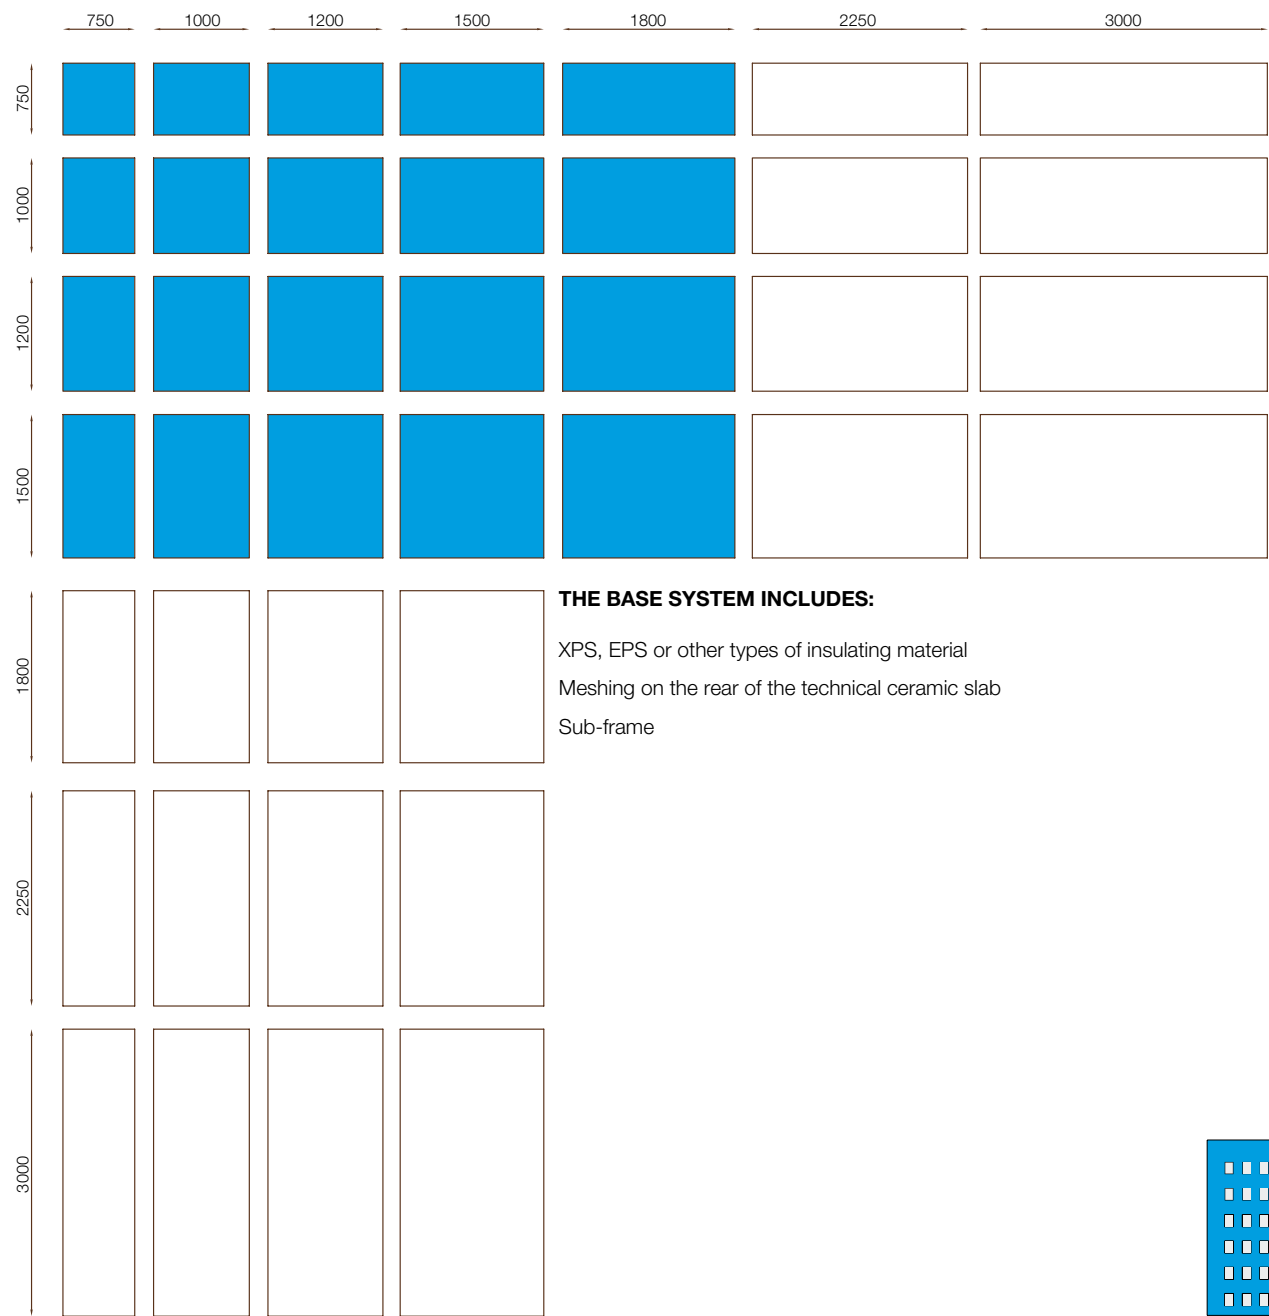 750 1000 1200 1500 1800 2250 3000
750
1000
1200
1500
1800
THE BASE SYSTEM INCLUDES:
XPS, EPS or other types of insulating material
Meshing on the rear of the technical ceramic slab
Sub-frame
2250
3000